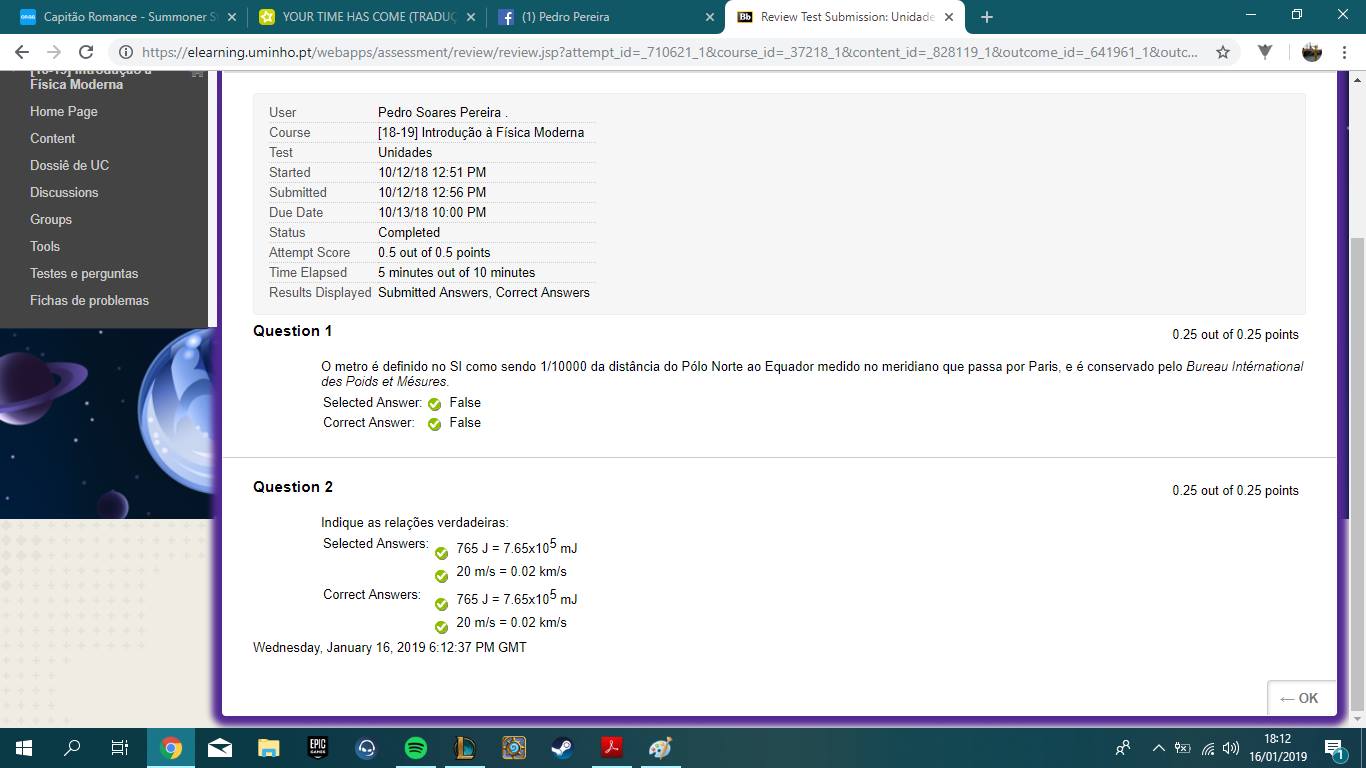 Capitão Romance - Summoner S
YOUR TIME HAS COME (TRADUÇ
(1) Pedro Pereira
Bb Review Test Submission: Unidade
https://elearning.uminho.pt/webapps/assessment/review/review.jsp?attempt_id=_710621_1&course_id=_37218_1&content_id=_828119_1&outcome_id=_641961_1&outc...
[18-19] Introdução à
Física Moderna
Home Page
Content
Dossiê de UC
Discussions
Groups
Tools
Testes e perguntas
Fichas de problemas
User Pedro Soares Pereira .
Course [18-19] Introdução à Física Moderna
Test Unidades
Started 10/12/18 12:51 PM
Submitted 10/12/18 12:56 PM
Due Date 10/13/18 10:00 PM
Status Completed
Attempt Score 0.5 out of 0.5 points
Time Elapsed 5 minutes out of 10 minutes
Results Displayed Submitted Answers, Correct Answers
Question 1
0.25 out of 0.25 points
O metro é definido no SI como sendo 1/10000 da distância do Pólo Norte ao Equador medido no meridiano que passa por Paris, e é conservado pelo Bureau Intérnational
des Poids et Mésures.
Selected Answer: False
Correct Answer: False
Question 2
0.25 out of 0.25 points
Indique as relações verdadeiras:
Selected Answers: 765 J = 7.65x10⁵ mJ
20 m/s = 0.02 km/s
Correct Answers: 765 J = 7.65x10⁵ mJ
20 m/s = 0.02 km/s
Wednesday, January 16, 2019 6:12:37 PM GMT
← OK
EPIC GAMES
18:12
16/01/2019
1